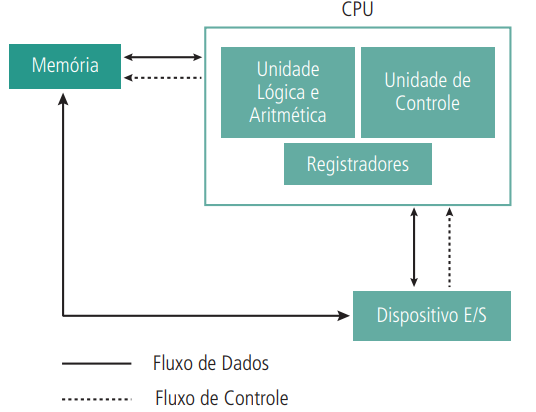 CPU
Memória
Unidade
Lógica e
Aritmética
Unidade de
Controle
Registradores
Dispositivo E/S
Fluxo de Dados
Fluxo de Controle